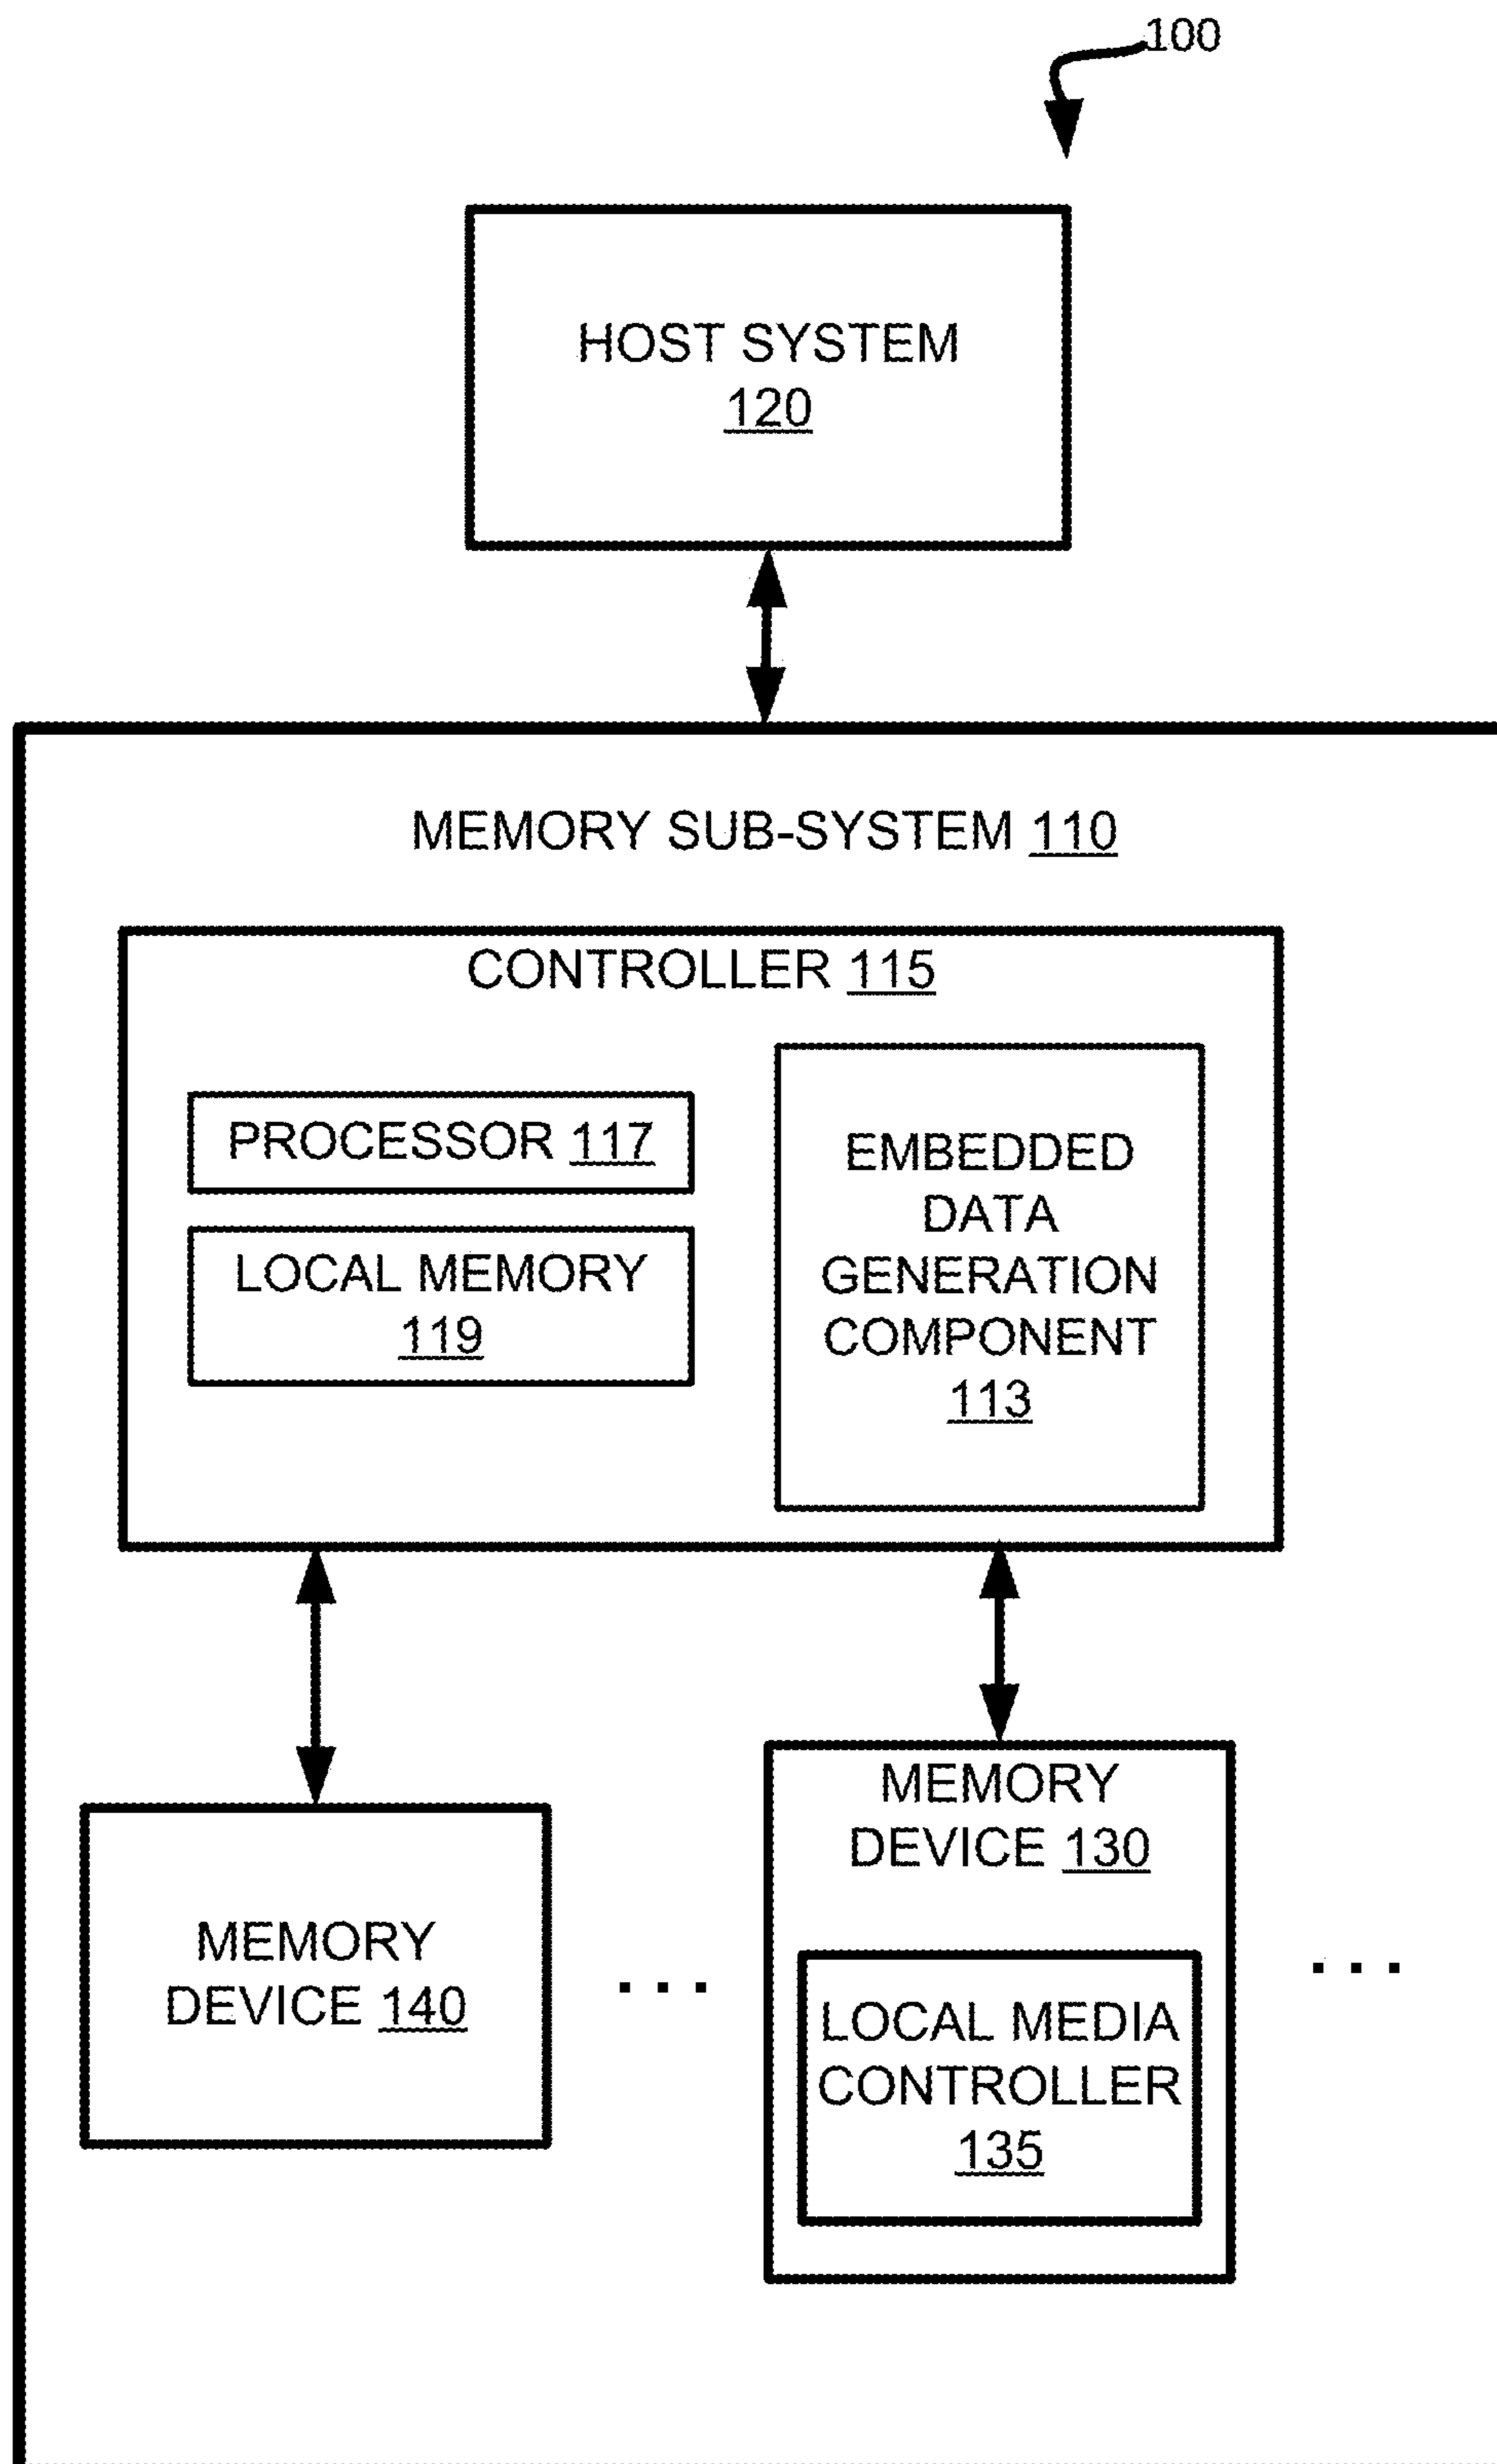 100
HOST SYSTEM
120
MEMORY SUB-SYSTEM 110
CONTROLLER 115
PROCESSOR 117
LOCAL MEMORY
119
EMBEDDED
DATA
GENERATION
COMPONENT
113
MEMORY
DEVICE 140
. . .
MEMORY
DEVICE 130
LOCAL MEDIA
CONTROLLER
135
. . .